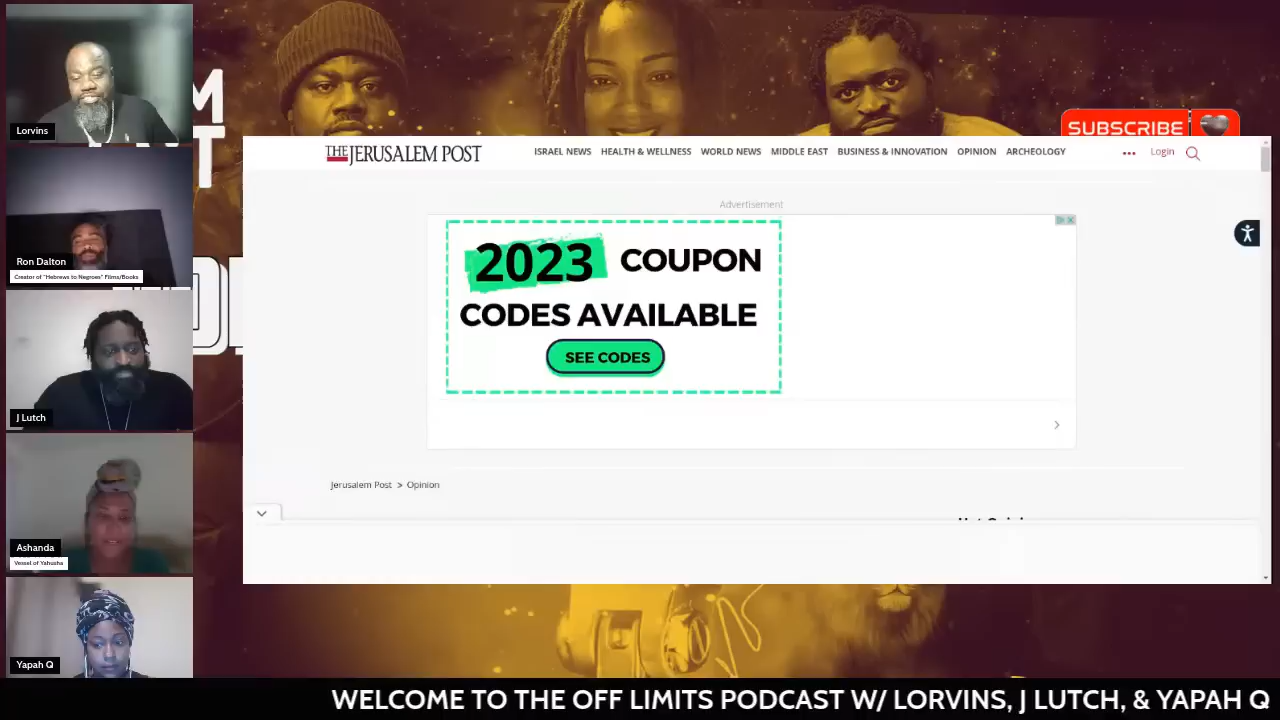 Lorvins
Ron Dalton
Creator of "Hebrews to Negroes" Films/Books
J Lutch
Ashanda
Vessel of Yahusha
Yapah Q
SUBSCRIBE
THE JERUSALEM POST
ISRAEL NEWS HEALTH & WELLNESS WORLD NEWS MIDDLE EAST BUSINESS & INNOVATION OPINION ARCHEOLOGY
Login
Advertisement
2023 COUPON
CODES AVAILABLE
SEE CODES
Jerusalem Post > Opinion
WELCOME TO THE OFF LIMITS PODCAST W/ LORVINS, J LUTCH, & YAPAH Q